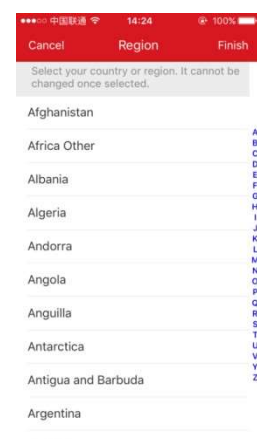 中国联通 14:24 100%
Cancel Region Finish
Select your country or region. It cannot be
changed once selected.
Afghanistan
Africa Other
Albania
Algeria
Andorra
Angola
Anguilla
Antarctica
Antigua and Barbuda
Argentina
A
B
C
D
E
F
G
H
I
J
K
L
M
N
O
P
Q
R
S
T
U
V
Y
Z